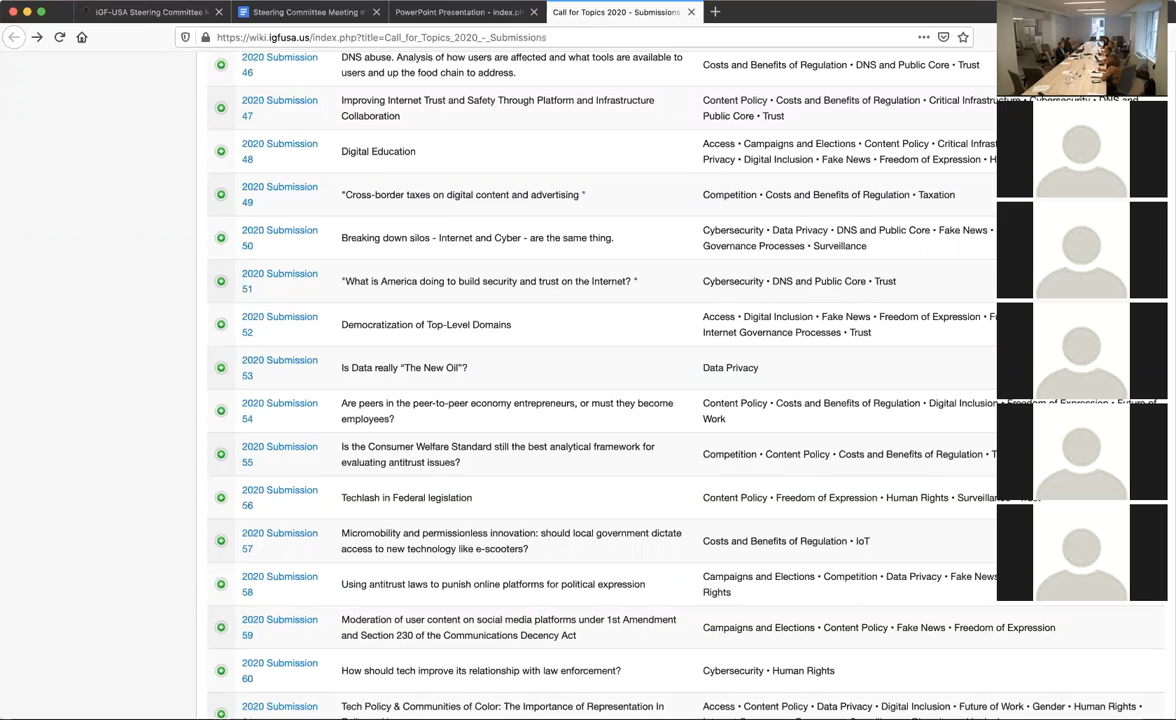 IGF-USA Steering Committee M
Steering Committee Meeting #
PowerPoint Presentation - index.ph
Call for Topics 2020 - Submissions
https://wiki.igfusa.us/index.php?title=Call_for_Topics_2020_-_Submissions
2020 Submission
46
DNS abuse. Analysis of how users are affected and what tools are available to
users and up the food chain to address.
Costs and Benefits of Regulation • DNS and Public Core • Trust
2020 Submission
47
Improving Internet Trust and Safety Through Platform and Infrastructure
Collaboration
Content Policy • Costs and Benefits of Regulation • Critical Infrastructure • Cybersecurity • DNS and
Public Core • Trust
2020 Submission
48
Digital Education
Access • Campaigns and Elections • Content Policy • Critical Infrast
Privacy • Digital Inclusion • Fake News • Freedom of Expression • H
2020 Submission
49
"Cross-border taxes on digital content and advertising "
Competition • Costs and Benefits of Regulation • Taxation
2020 Submission
50
Breaking down silos - Internet and Cyber - are the same thing.
Cybersecurity • Data Privacy • DNS and Public Core • Fake News •
Governance Processes • Surveillance
2020 Submission
51
"What is America doing to build security and trust on the Internet? "
Cybersecurity • DNS and Public Core • Trust
2020 Submission
52
Democratization of Top-Level Domains
Access • Digital Inclusion • Fake News • Freedom of Expression • F
Internet Governance Processes • Trust
2020 Submission
53
Is Data really “The New Oil”?
Data Privacy
2020 Submission
54
Are peers in the peer-to-peer economy entrepreneurs, or must they become
employees?
Content Policy • Costs and Benefits of Regulation • Digital Inclusion • Freedom of Expression • Future of
Work
2020 Submission
55
Is the Consumer Welfare Standard still the best analytical framework for
evaluating antitrust issues?
Competition • Content Policy • Costs and Benefits of Regulation • T
2020 Submission
56
Techlash in Federal legislation
Content Policy • Freedom of Expression • Human Rights • Surveillance
2020 Submission
57
Micromobility and permissionless innovation: should local government dictate
access to new technology like e-scooters?
Costs and Benefits of Regulation • IoT
2020 Submission
58
Using antitrust laws to punish online platforms for political expression
Campaigns and Elections • Competition • Data Privacy • Fake News
Rights
2020 Submission
59
Moderation of user content on social media platforms under 1st Amendment
and Section 230 of the Communications Decency Act
Campaigns and Elections • Content Policy • Fake News • Freedom of Expression
2020 Submission
60
How should tech improve its relationship with law enforcement?
Cybersecurity • Human Rights
2020 Submission
Tech Policy & Communities of Color: The Importance of Representation In
Access • Content Policy • Data Privacy • Digital Inclusion • Future of Work • Gender • Human Rights •